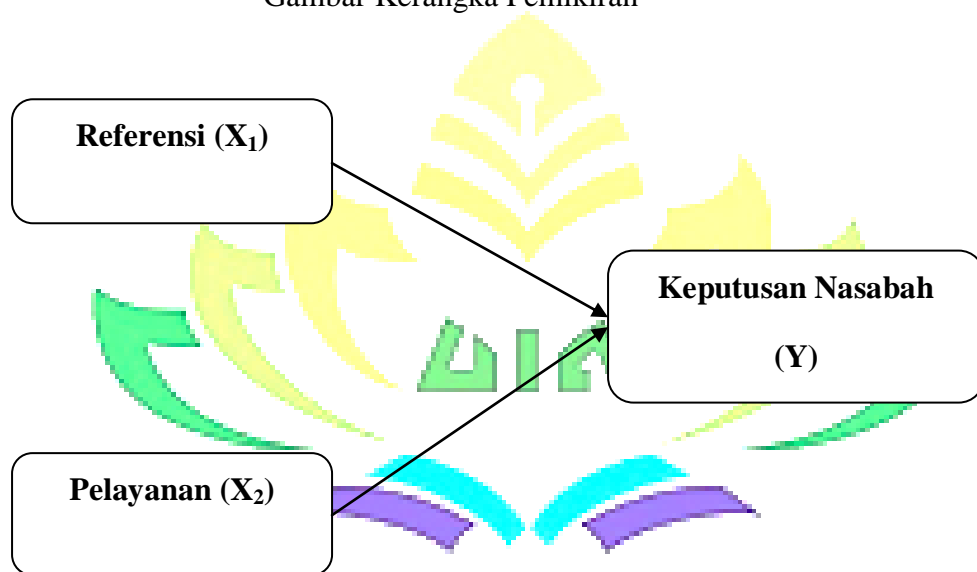 Gambar Kerangka Pemikiran
Referensi (X₁)
Keputusan Nasabah
(Y)
Pelayanan (X₂)